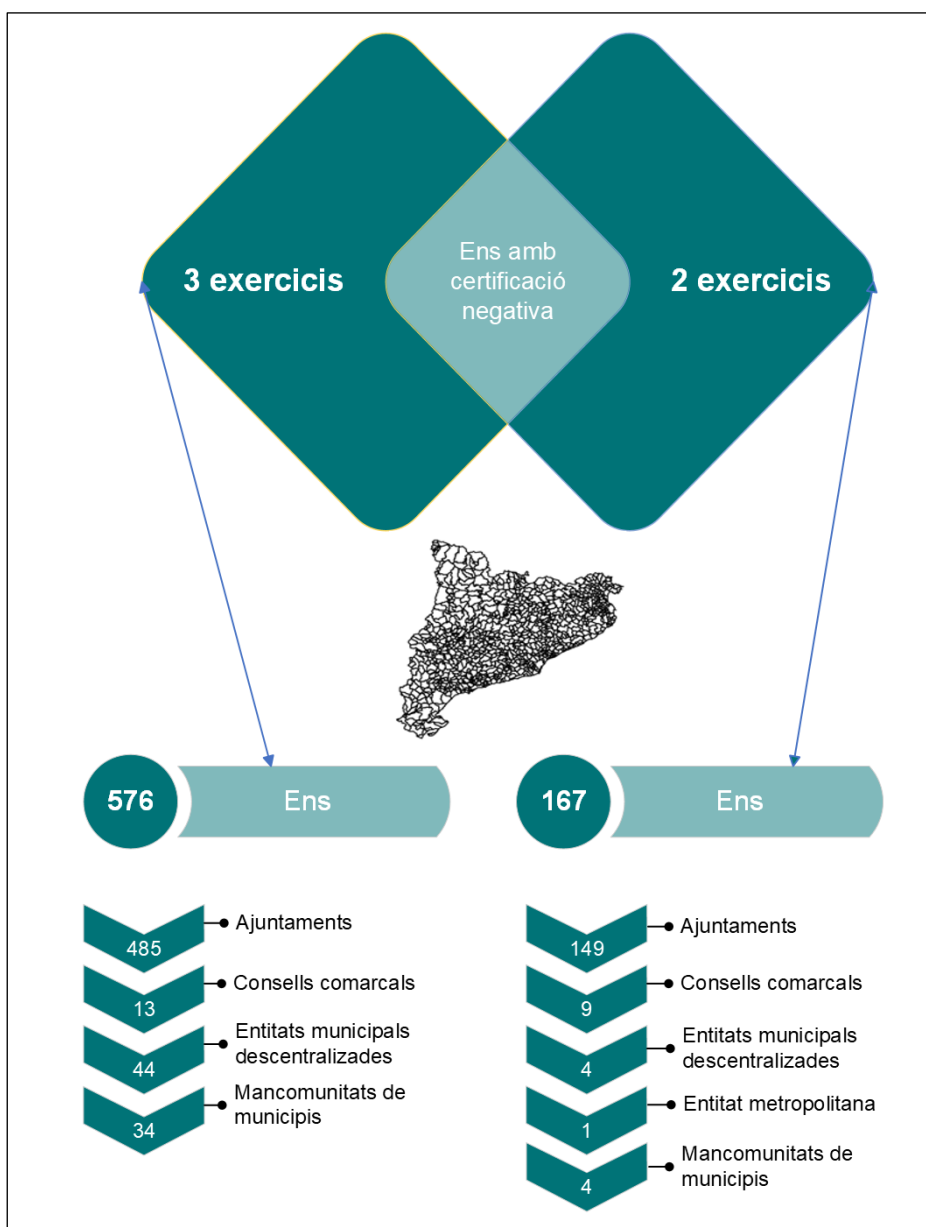 3 exercicis
Ens amb
certificació
negativa
2 exercicis
576
Ens
167
Ens
Ajuntaments
485
Consells comarcals
13
Entitats municipals
descentralizades
44
Mancomunitats de
municipis
34
Ajuntaments
149
Consells comarcals
9
Entitats municipals
descentralizades
4
Entitat metropolitana
1
Mancomunitats de
municipis
4